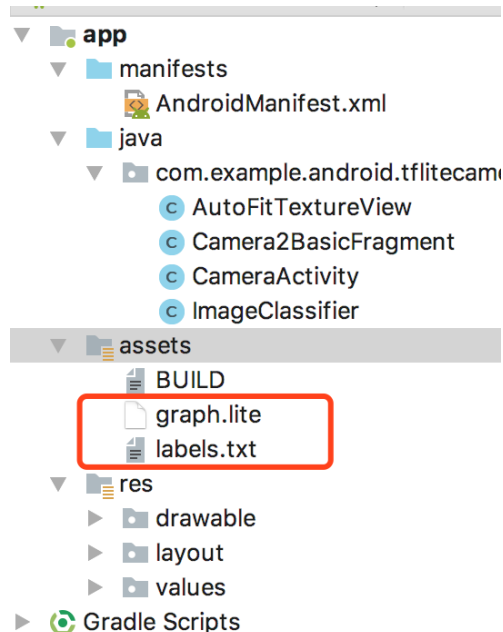 app
manifests
AndroidManifest.xml
java
com.example.android.tflitecame
AutoFitTextureView
Camera2BasicFragment
CameraActivity
ImageClassifier
assets
BUILD
graph.lite
labels.txt
res
drawable
layout
values
Gradle Scripts